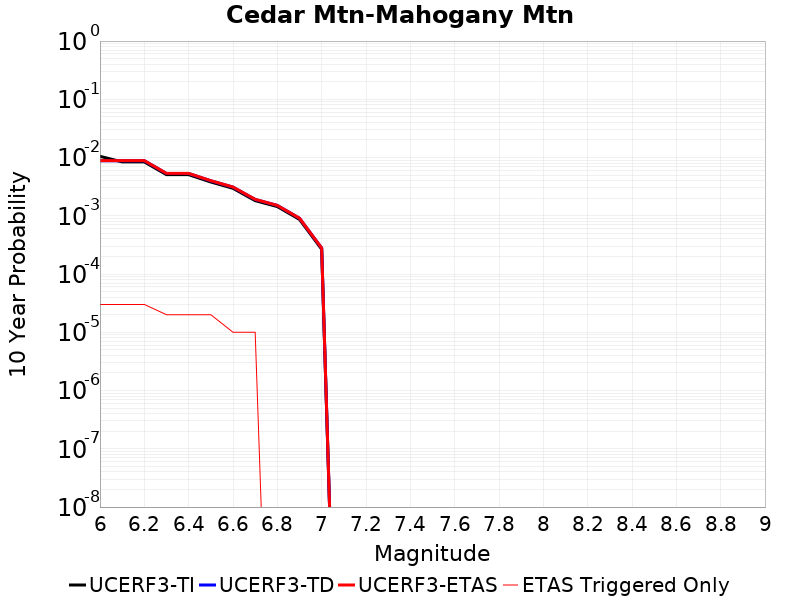 Cedar Mtn-Mahogany Mtn
10^0
10^-1
10^-2
10^-3
10^-4
10^-5
10^-6
10^-7
10^-8
10 Year Probability
6 6.2 6.4 6.6 6.8 7 7.2 7.4 7.6 7.8 8 8.2 8.4 8.6 8.8 9
Magnitude
UCERF3-TI UCERF3-TD UCERF3-ETAS ETAS Triggered Only